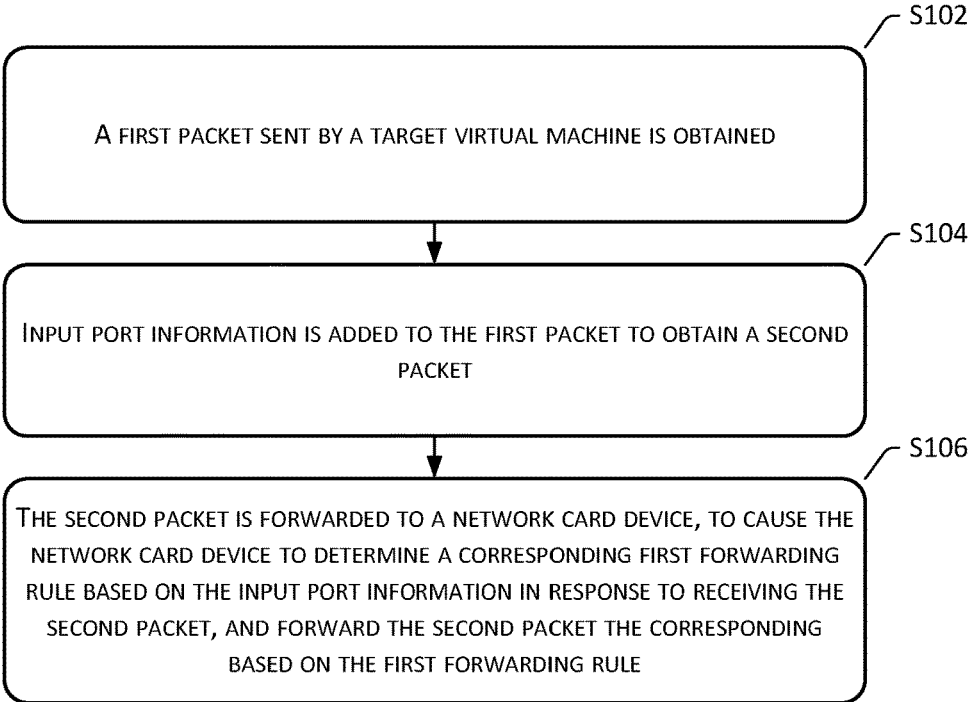 S102
A FIRST PACKET SENT BY A TARGET VIRTUAL MACHINE IS OBTAINED
S104
INPUT PORT INFORMATION IS ADDED TO THE FIRST PACKET TO OBTAIN A SECOND
PACKET
S106
THE SECOND PACKET IS FORWARDED TO A NETWORK CARD DEVICE, TO CAUSE THE
NETWORK CARD DEVICE TO DETERMINE A CORRESPONDING FIRST FORWARDING
RULE BASED ON THE INPUT PORT INFORMATION IN RESPONSE TO RECEIVING THE
SECOND PACKET, AND FORWARD THE SECOND PACKET THE CORRESPONDING
BASED ON THE FIRST FORWARDING RULE